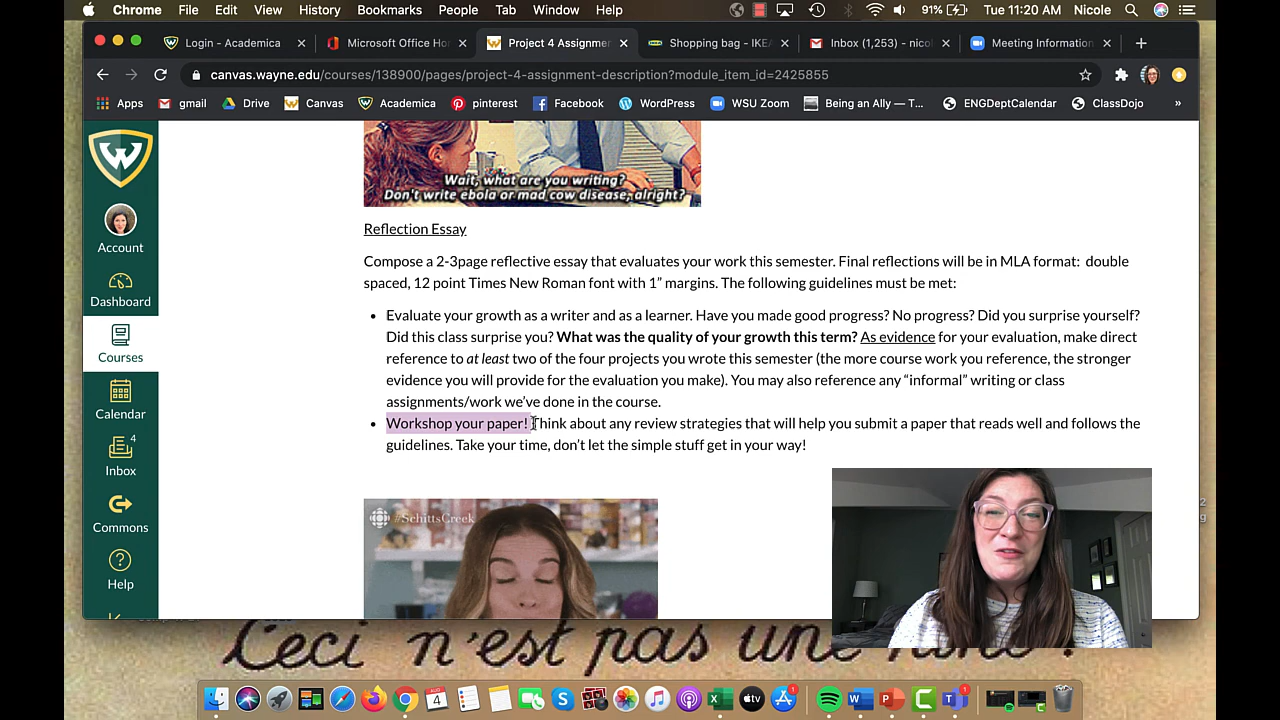 Chrome File Edit View History Bookmarks People Tab Window Help 91% Tue 11:20 AM Nicole
Login - Academica Microsoft Office Ho Project 4 Assignme Shopping bag - IKE Inbox (1,253) - nico Meeting Information
canvas.wayne.edu/courses/138900/pages/project-4-assignment-description?module_item_id=2425855
Apps gmail Drive Canvas Academica pinterest Facebook WordPress WSU Zoom Being an Ally — T... ENGDeptCalendar ClassDojo »
Wait, what are you writing?
Don't write ebola or mad cow disease, alright?
W
Account
Dashboard
Courses
Calendar
4
Inbox
Commons
Help
Reflection Essay
Compose a 2-3page reflective essay that evaluates your work this semester. Final reflections will be in MLA format: double
spaced, 12 point Times New Roman font with 1” margins. The following guidelines must be met:
• Evaluate your growth as a writer and as a learner. Have you made good progress? No progress? Did you surprise yourself?
Did this class surprise you? What was the quality of your growth this term? As evidence for your evaluation, make direct
reference to at least two of the four projects you wrote this semester (the more course work you reference, the stronger
evidence you will provide for the evaluation you make). You may also reference any “informal” writing or class
assignments/work we’ve done in the course.
• Workshop your paper! Think about any review strategies that will help you submit a paper that reads well and follows the
guidelines. Take your time, don’t let the simple stuff get in your way!
#SchittsCreek
Ceci n'est pas une
AUG
4
tv
1
1